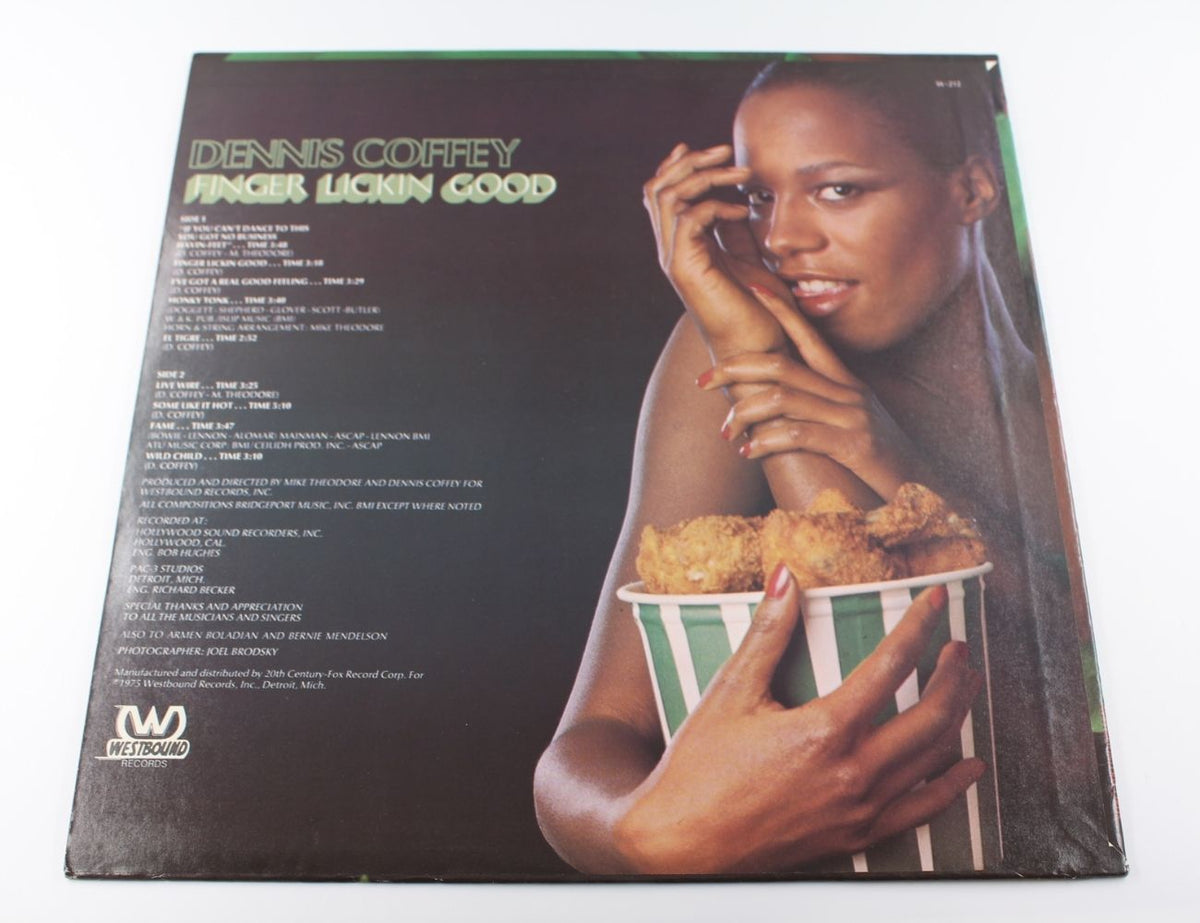 W-212
DENNIS COFFEY
FINGER LICKIN GOOD
SIDE 1
"IF YOU CAN'T DANCE TO THIS
YOU GOT NO BUSINESS
HAVIN-FEET" . . . TIME 3:48
(D. COFFEY - M. THEODORE)
FINGER LICKIN GOOD . . . TIME 3:18
(D. COFFEY)
I'VE GOT A REAL GOOD FEELING . . . TIME 3:29
(D. COFFEY)
HONKY TONK . . . TIME 3:40
(DOGGETT - SHEPHERD - GLOVER - SCOTT - BUTLER)
W. & K. PUB./ISLIP MUSIC (BMI)
HORN & STRING ARRANGEMENT: MIKE THEODORE
EL TIGRE . . . TIME 2:52
(D. COFFEY)
SIDE 2
LIVE WIRE . . . TIME 3:25
(D. COFFEY - M. THEODORE)
SOME LIKE IT HOT . . . TIME 5:10
(D. COFFEY)
FAME . . . TIME 3:47
(BOWIE - LENNON - ALOMAR) MAINMAN - ASCAP - LENNON BMI
ATU MUSIC CORP: BMI/CEILIDH PROD. INC. - ASCAP
WILD CHILD . . . TIME 3:10
(D. COFFEY)
PRODUCED AND DIRECTED BY MIKE THEODORE AND DENNIS COFFEY FOR
WESTBOUND RECORDS, INC.
ALL COMPOSITIONS BRIDGEPORT MUSIC, INC. BMI EXCEPT WHERE NOTED
RECORDED AT:
HOLLYWOOD SOUND RECORDERS, INC.
HOLLYWOOD, CAL.
ENG. BOB HUGHES
PAC-3 STUDIOS
DETROIT, MICH.
ENG. RICHARD BECKER
SPECIAL THANKS AND APPRECIATION
TO ALL THE MUSICIANS AND SINGERS
ALSO TO ARMEN BOLADIAN AND BERNIE MENDELSON
PHOTOGRAPHER: JOEL BRODSKY
Manufactured and distributed by 20th Century-Fox Record Corp. For
℗1975 Westbound Records, Inc., Detroit, Mich.
W
WESTBOUND
RECORDS